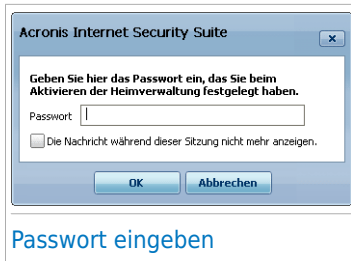 Acronis Internet Security Suite
Geben Sie hier das Passwort ein, das Sie beim
Aktivieren der Heimverwaltung festgelegt haben.
Passwort
Die Nachricht während dieser Sitzung nicht mehr anzeigen.
OK Abbrechen
Passwort eingeben